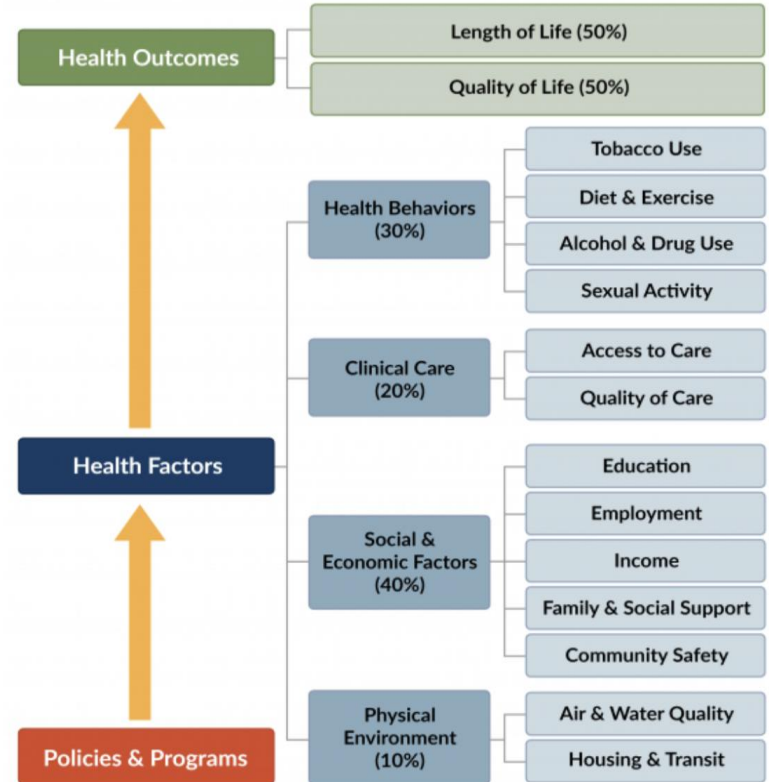 Health Outcomes
Length of Life (50%)
Quality of Life (50%)
Health Behaviors
(30%)
Tobacco Use
Diet & Exercise
Alcohol & Drug Use
Sexual Activity
Clinical Care
(20%)
Access to Care
Quality of Care
Health Factors
Social &
Economic Factors
(40%)
Education
Employment
Income
Family & Social Support
Community Safety
Physical
Environment
(10%)
Air & Water Quality
Housing & Transit
Policies & Programs